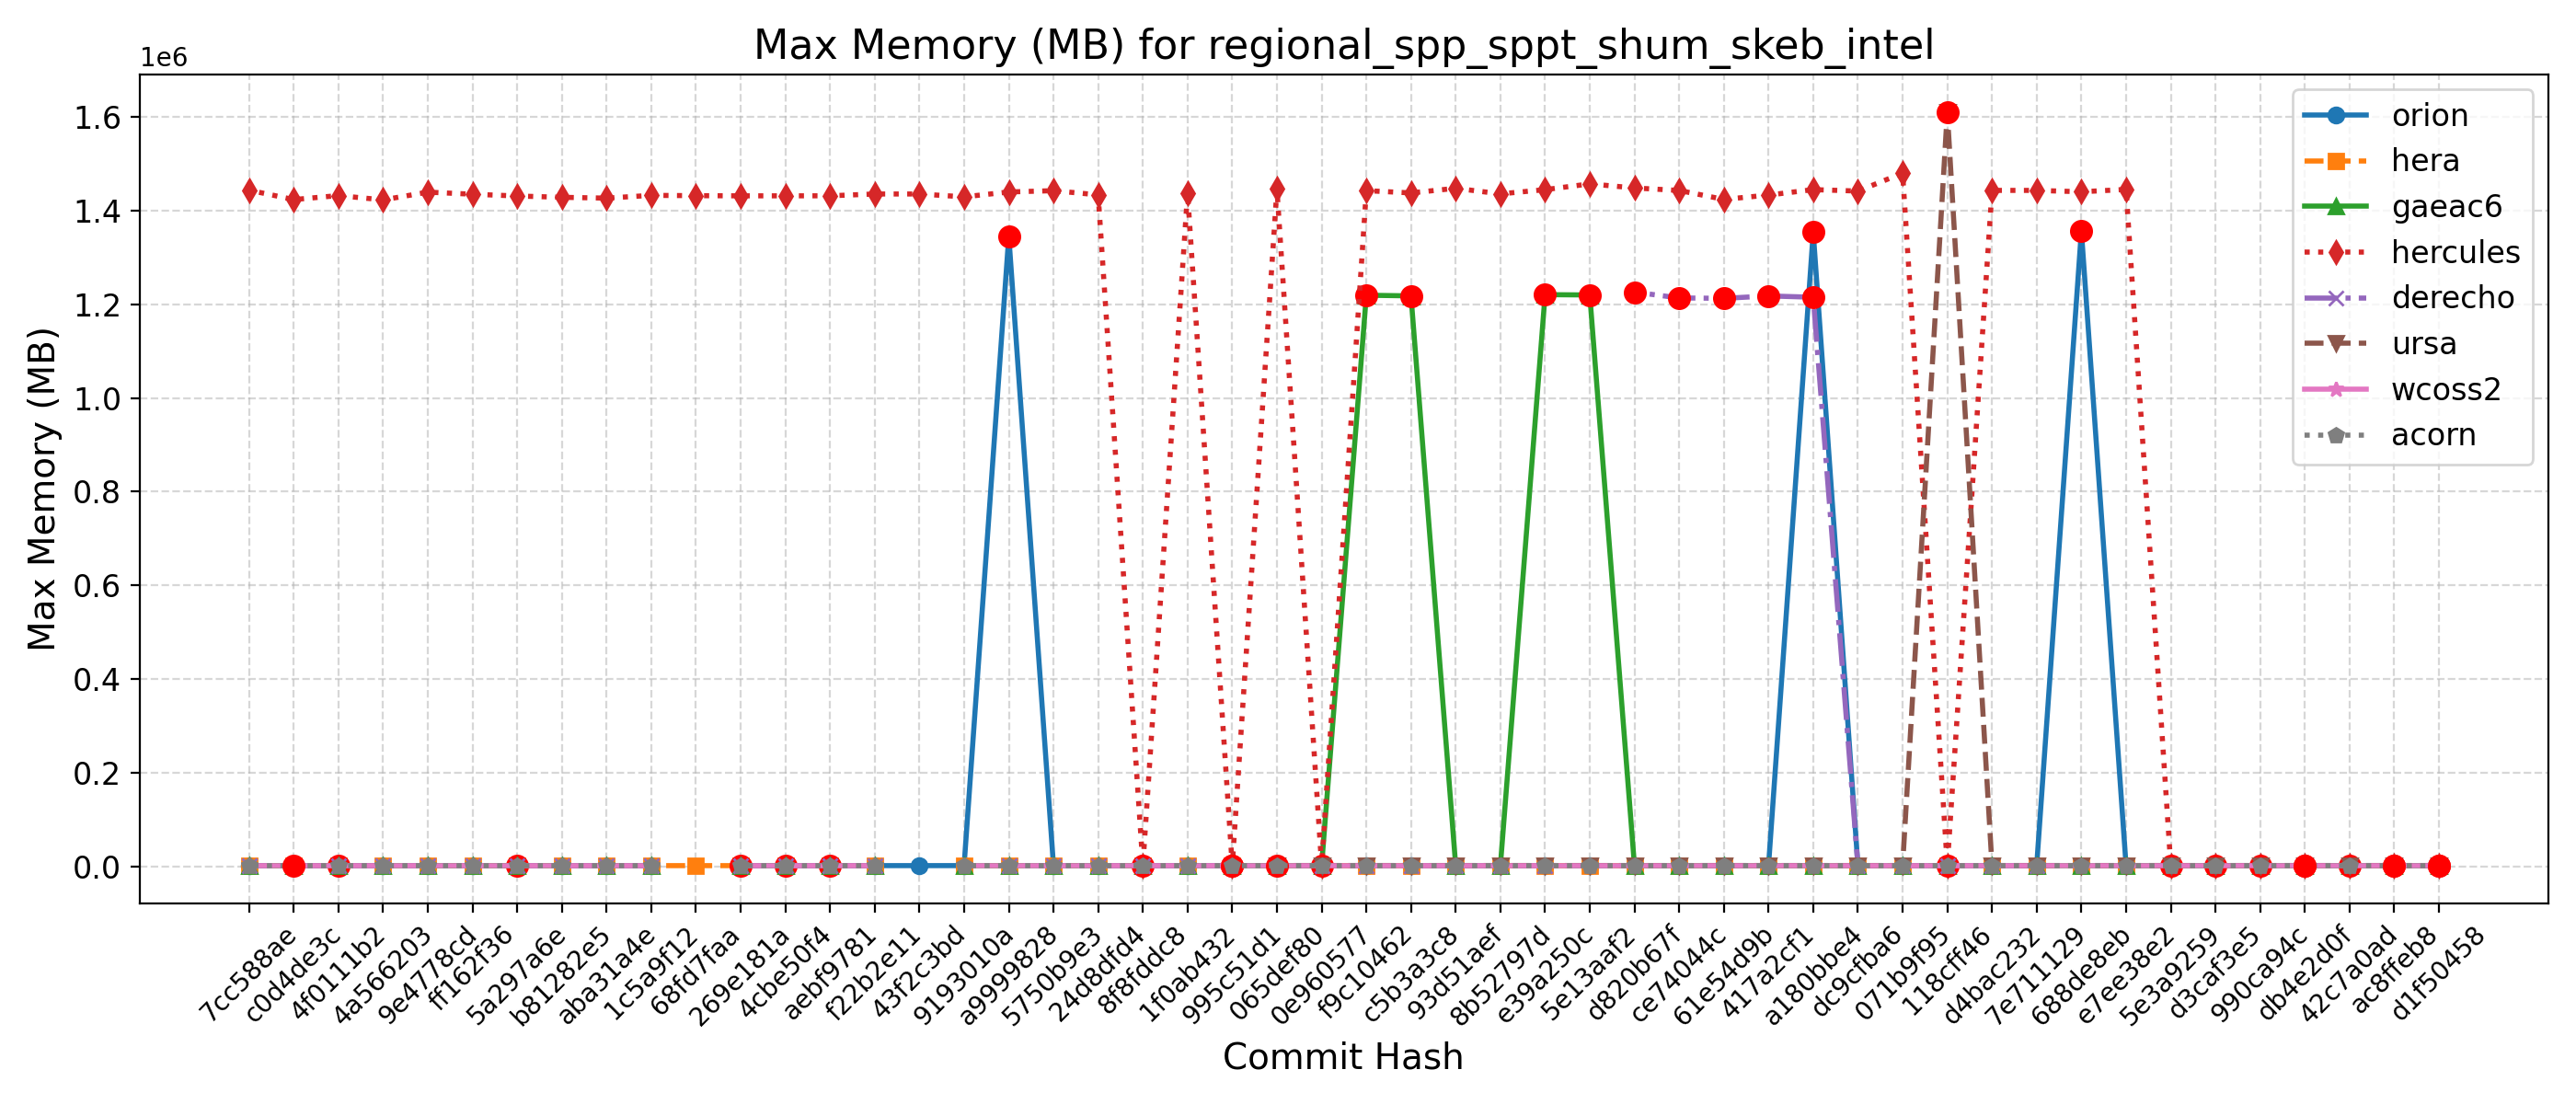 Max Memory (MB) for regional_spp_sppt_shum_skeb_intel
1e6
1.6
1.4
1.2
1.0
0.8
0.6
0.4
0.2
0.0
Max Memory (MB)
orion
hera
gaeac6
hercules
derecho
ursa
wcoss2
acorn
7cc588ae
c0d4de3c
4f0111b2
4a566203
9e4778cd
ff162f36
5a297a6e
b81282e5
aba31a4e
1c5a9f12
68fd7faa
269e181a
4cbe50f4
aebf9781
f22b2e11
43f2c3bd
9193010a
a9999828
5750b9e3
24d8dfd4
8f8fddc8
1f0ab432
995c51d1
065def80
0e960577
f9c10462
c5b3a3c8
93d51aef
8b52797d
e39a250c
5e13aaf2
d820b67f
ce74044c
61e54d9b
417a2cf1
a180bbe4
dc9cfba6
071b9f95
118cff46
d4bac232
7e711129
688de8eb
e7ee38e2
5e3a9259
d3caf3e5
990ca94c
db4e2d0f
42c7a0ad
ac8ffeb8
d1f50458
Commit Hash